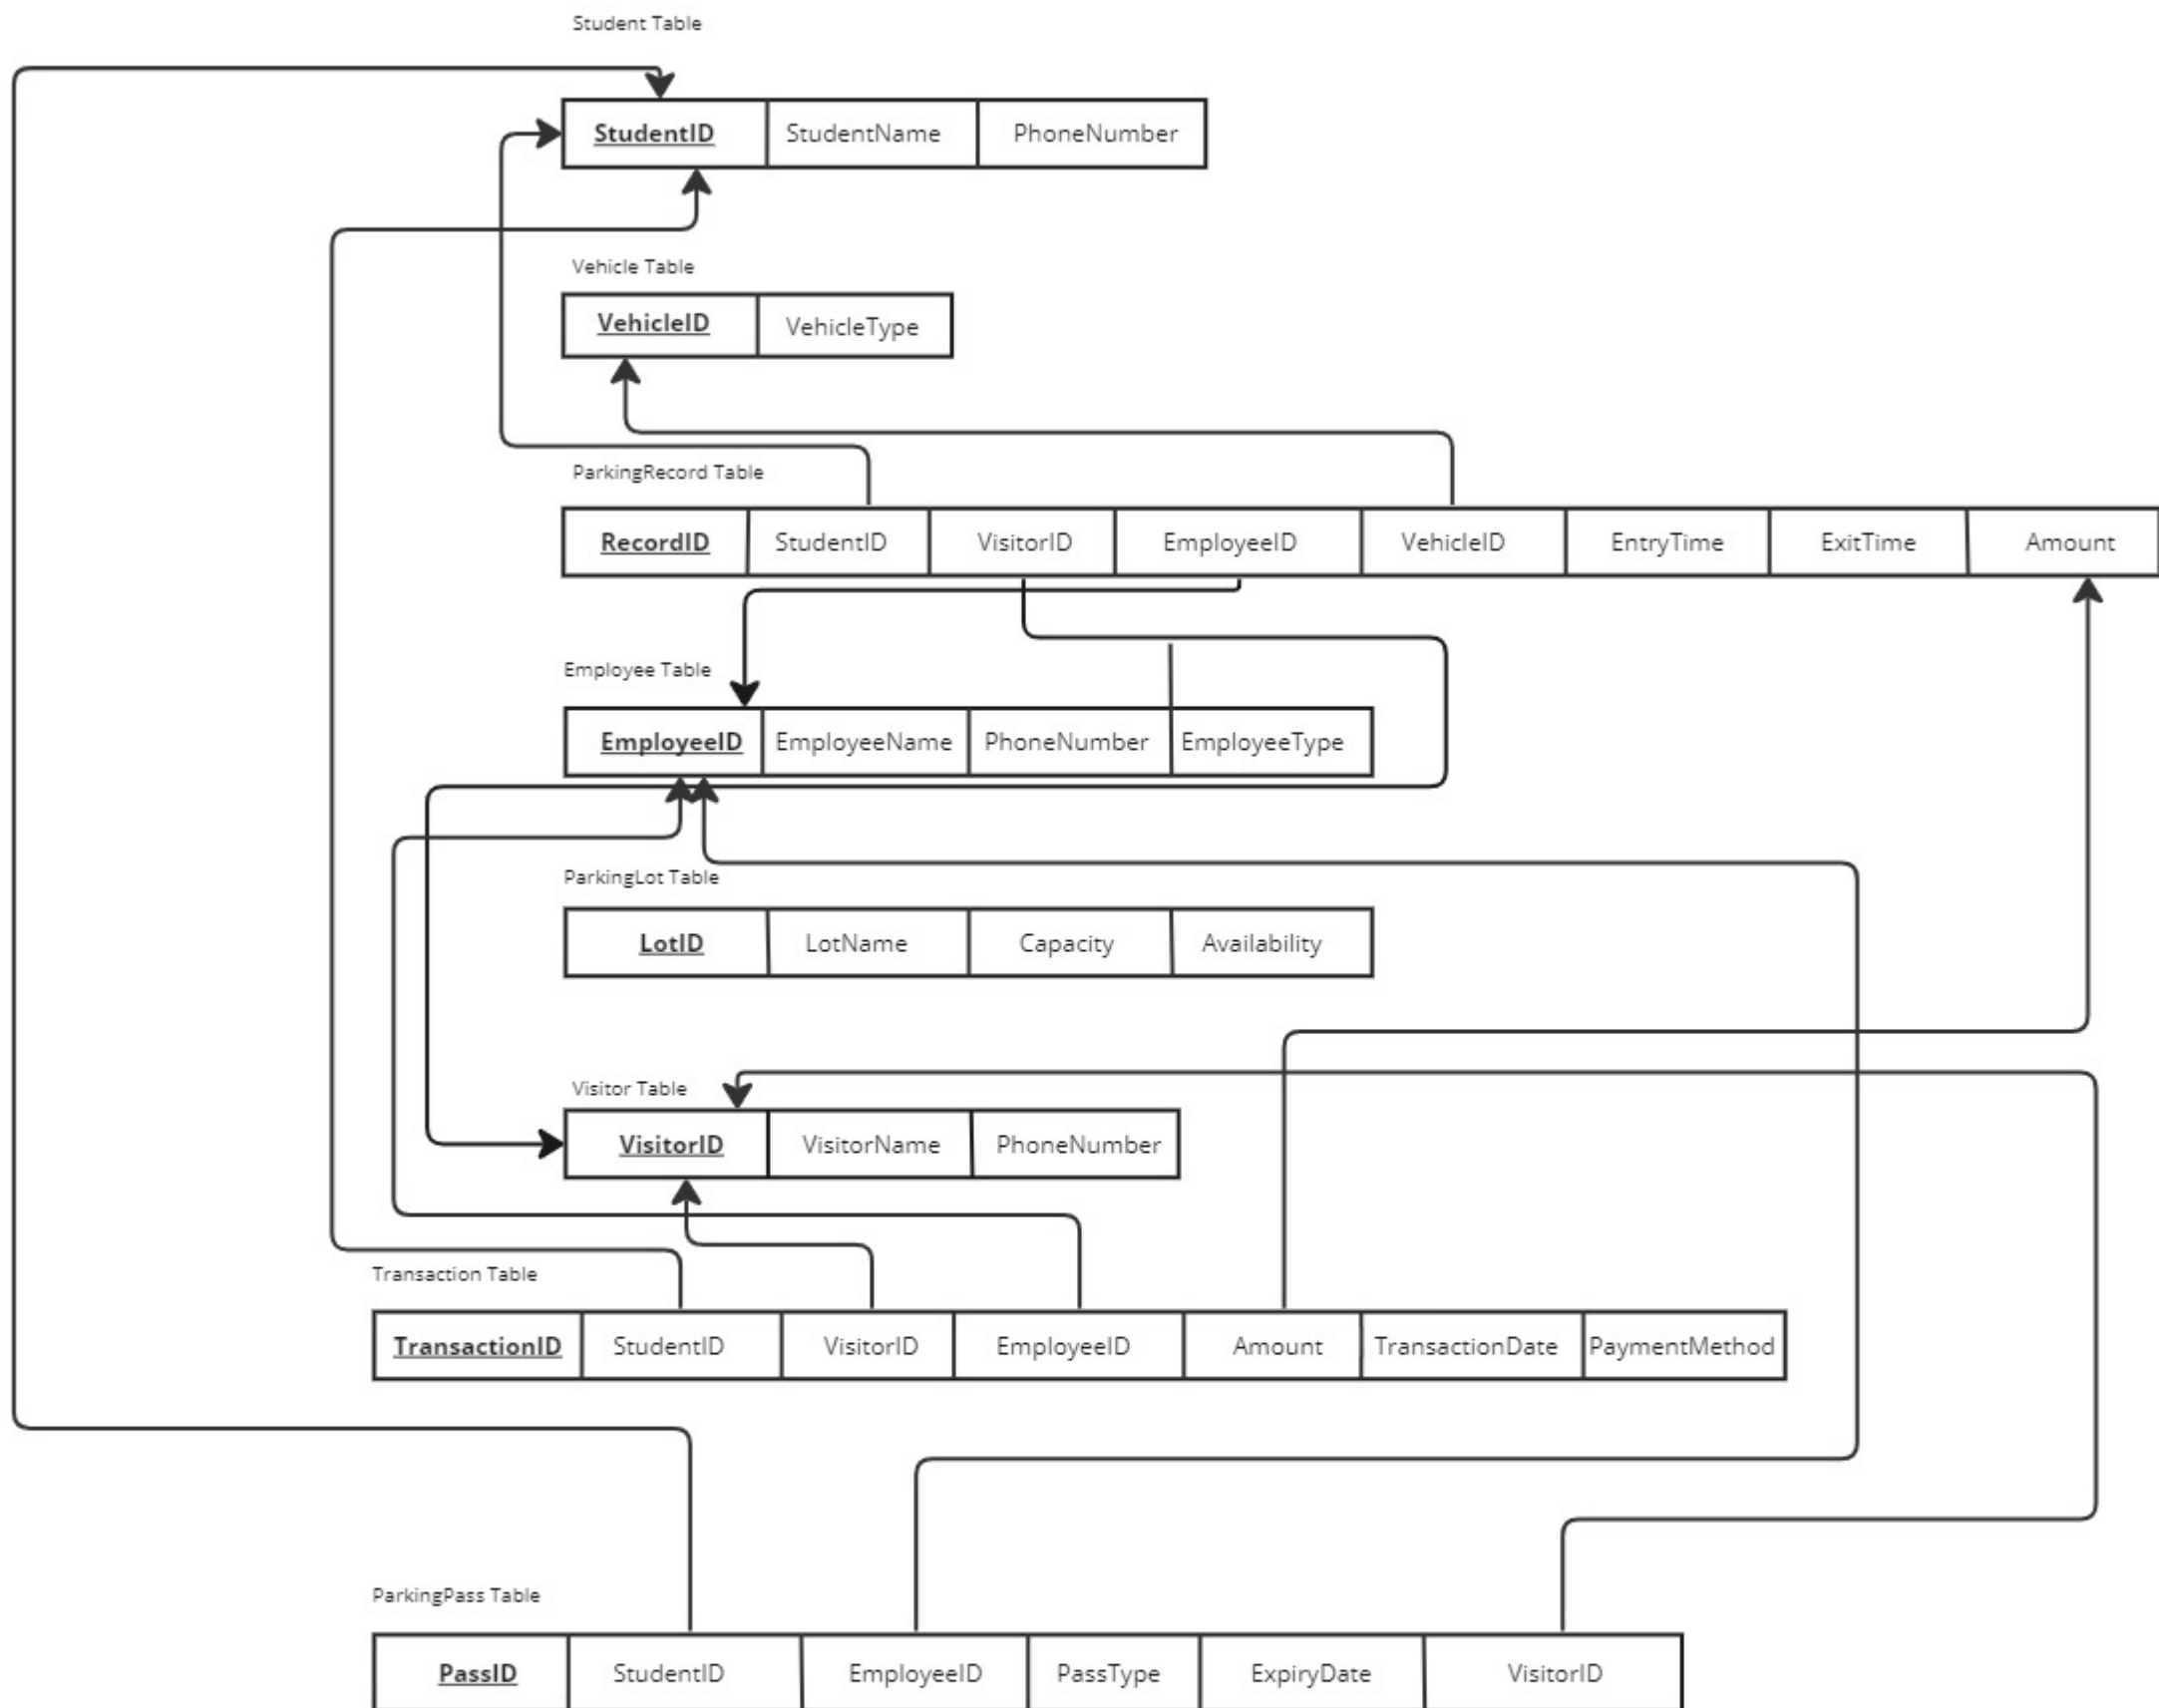 Student Table
StudentID StudentName PhoneNumber
Vehicle Table
VehicleID VehicleType
ParkingRecord Table
RecordID StudentID VisitorID EmployeeID VehicleID EntryTime ExitTime Amount
Employee Table
EmployeeID EmployeeName PhoneNumber EmployeeType
ParkingLot Table
LotID LotName Capacity Availability
Visitor Table
VisitorID VisitorName PhoneNumber
Transaction Table
TransactionID StudentID VisitorID EmployeeID Amount TransactionDate PaymentMethod
ParkingPass Table
PassID StudentID EmployeeID PassType ExpiryDate VisitorID